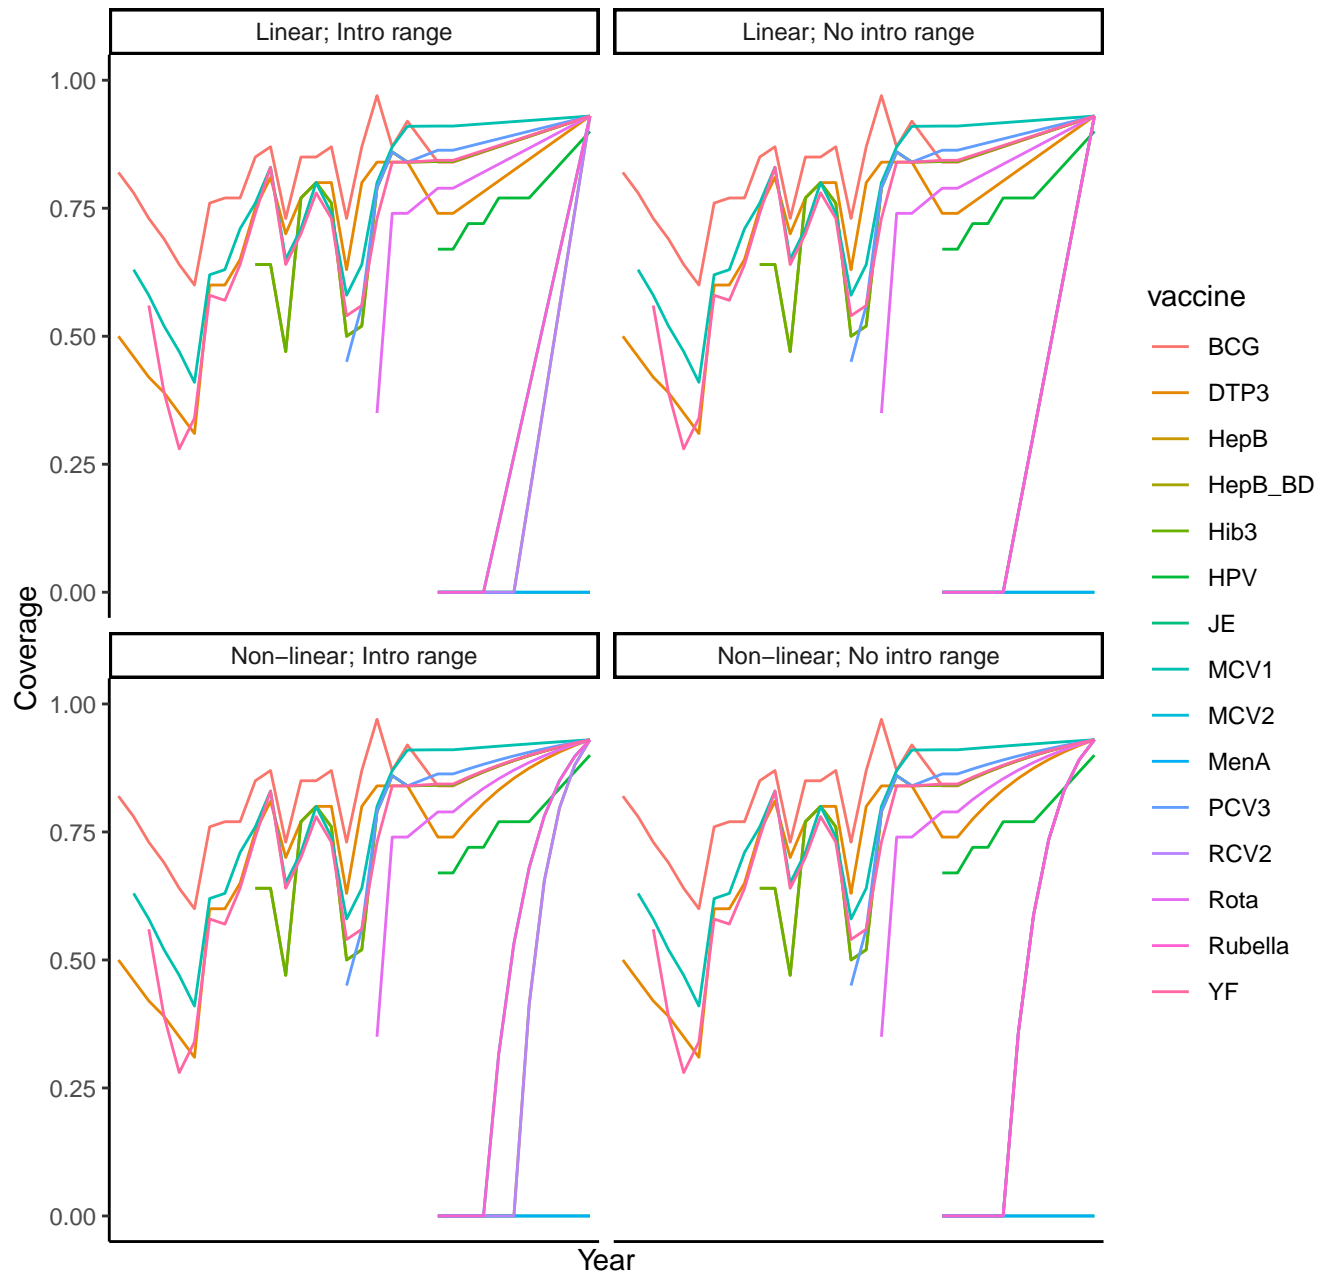 Linear; Intro range
Linear; No intro range
1.00
0.75
0.50
0.25
0.00
Non−linear; Intro range
Non−linear; No intro range
1.00
0.75
0.50
0.25
0.00
Coverage
Year
vaccine
BCG
DTP3
HepB
HepB_BD
Hib3
HPV
JE
MCV1
MCV2
MenA
PCV3
RCV2
Rota
Rubella
YF